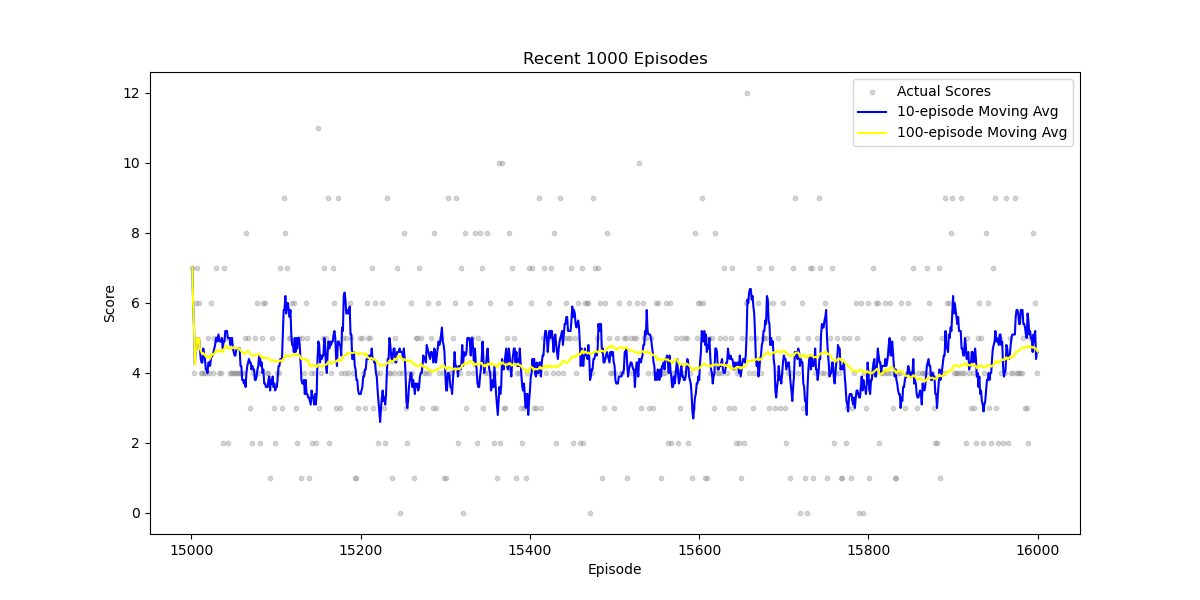 Recent 1000 Episodes
Actual Scores
10-episode Moving Avg
100-episode Moving Avg
12
10
8
6
4
2
0
Score
15000 15200 15400 15600 15800 16000
Episode